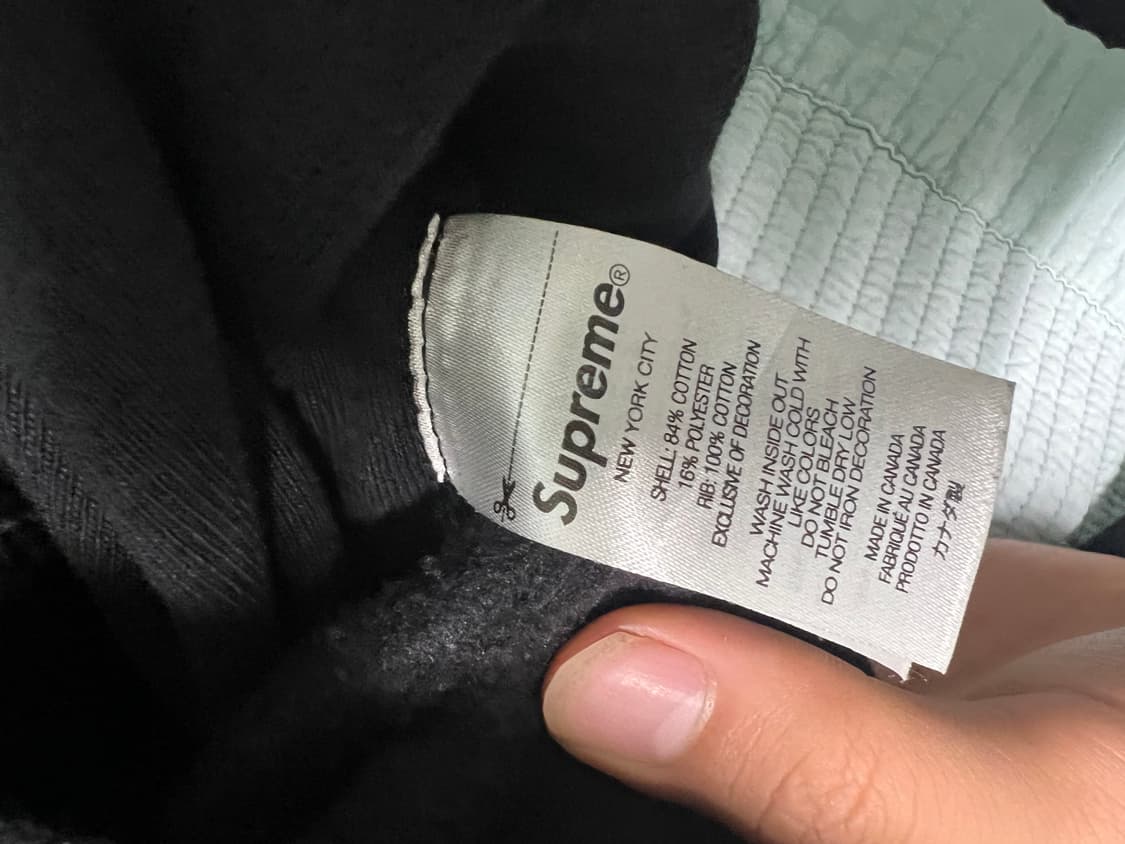 Supreme®
NEW YORK CITY
SHELL: 84% COTTON
16% POLYESTER
RIB: 100% COTTON
EXCLUSIVE OF DECORATION
WASH INSIDE OUT
MACHINE WASH COLD WITH
LIKE COLORS
DO NOT BLEACH
TUMBLE DRY LOW
DO NOT IRON DECORATION
MADE IN CANADA
FABRIQUÉ AU CANADA
PRODOTTO IN CANADA
カナダ製